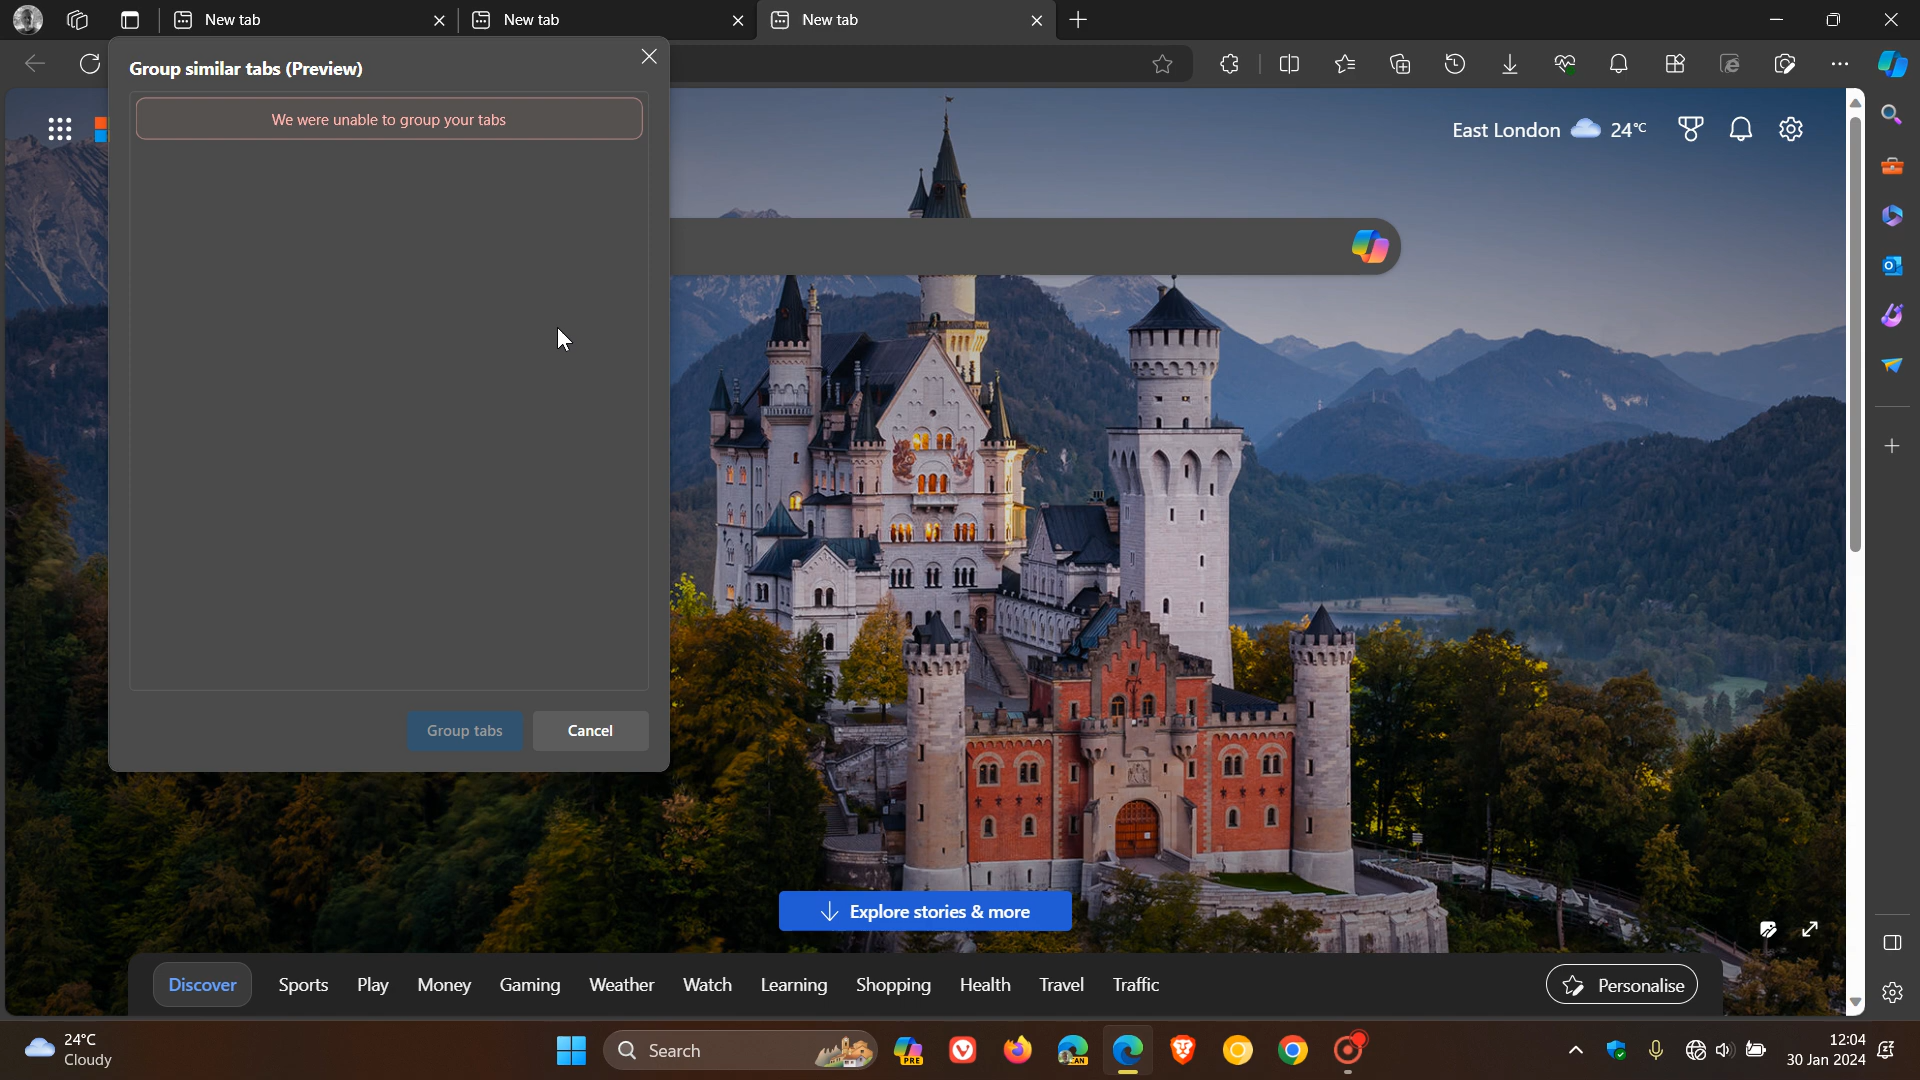 New tab
New tab
New tab
Group similar tabs (Preview)
We were unable to group your tabs
East London 24°C
Group tabs
Cancel
Explore stories & more
Discover Sports Play Money Gaming Weather Watch Learning Shopping Health Travel Traffic
Personalise
24°C
Cloudy
Search
PRE
CAN
12:04
30 Jan 2024